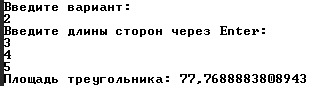 Введите вариант:
2
Введите длины сторон через Enter:
3
4
5
Площадь треугольника: 77,7688883808943